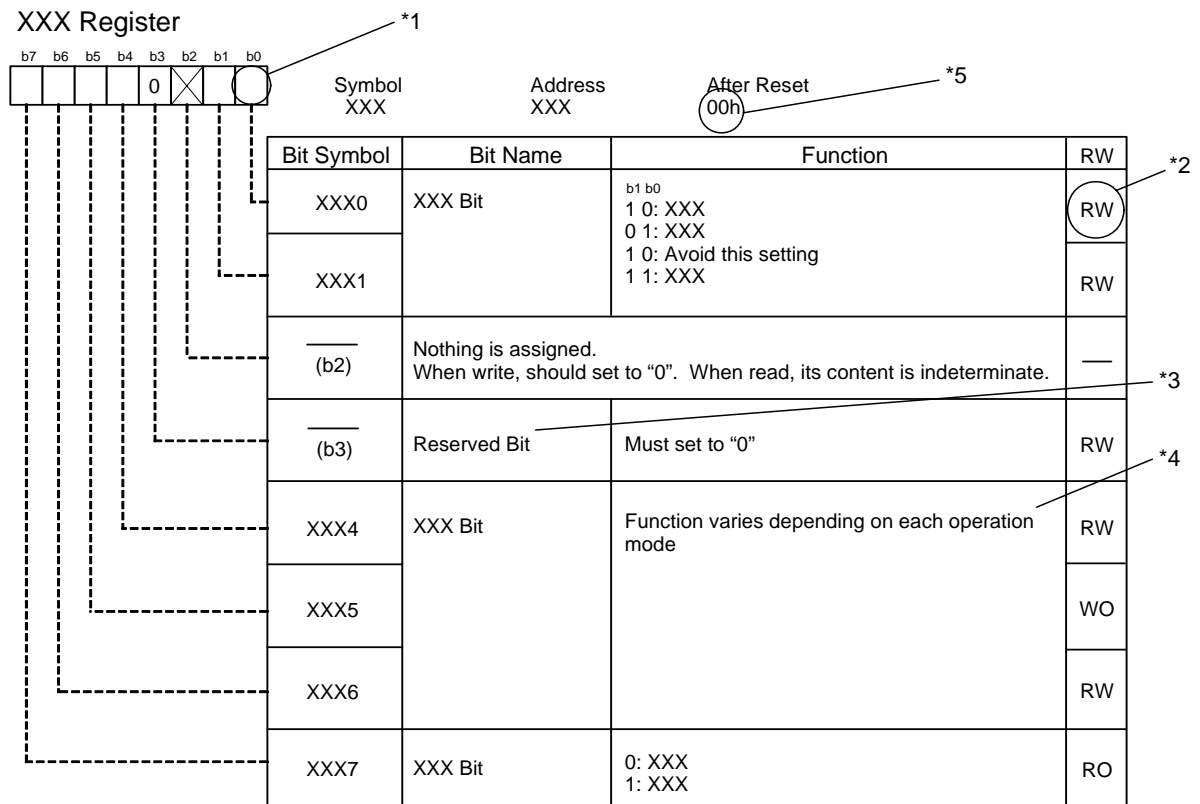 XXX Register
*1
b7 b6 b5 b4 b3 b2 b1 b0
0
Symbol Address After Reset
XXX XXX 00h
*5
Bit Symbol Bit Name Function RW
*2
XXX0 XXX Bit
b1 b0
1 0: XXX
0 1: XXX
1 0: Avoid this setting
1 1: XXX
RW
XXX1 RW
(b2)
Nothing is assigned.
When write, should set to “0”. When read, its content is indeterminate.
*3
(b3) Reserved Bit Must set to “0” RW
*4
XXX4 XXX Bit
Function varies depending on each operation
mode
RW
XXX5 WO
XXX6 RW
XXX7 XXX Bit
0: XXX
1: XXX
RO